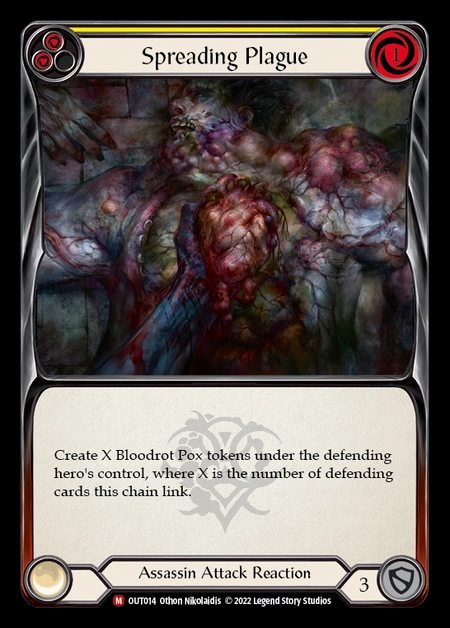 Spreading Plague
1
Create X Bloodrot Pox tokens under the defending
hero's control, where X is the number of defending
cards this chain link.
Assassin Attack Reaction
3
M OUT014 Othon Nikolaidis © 2022 Legend Story Studios